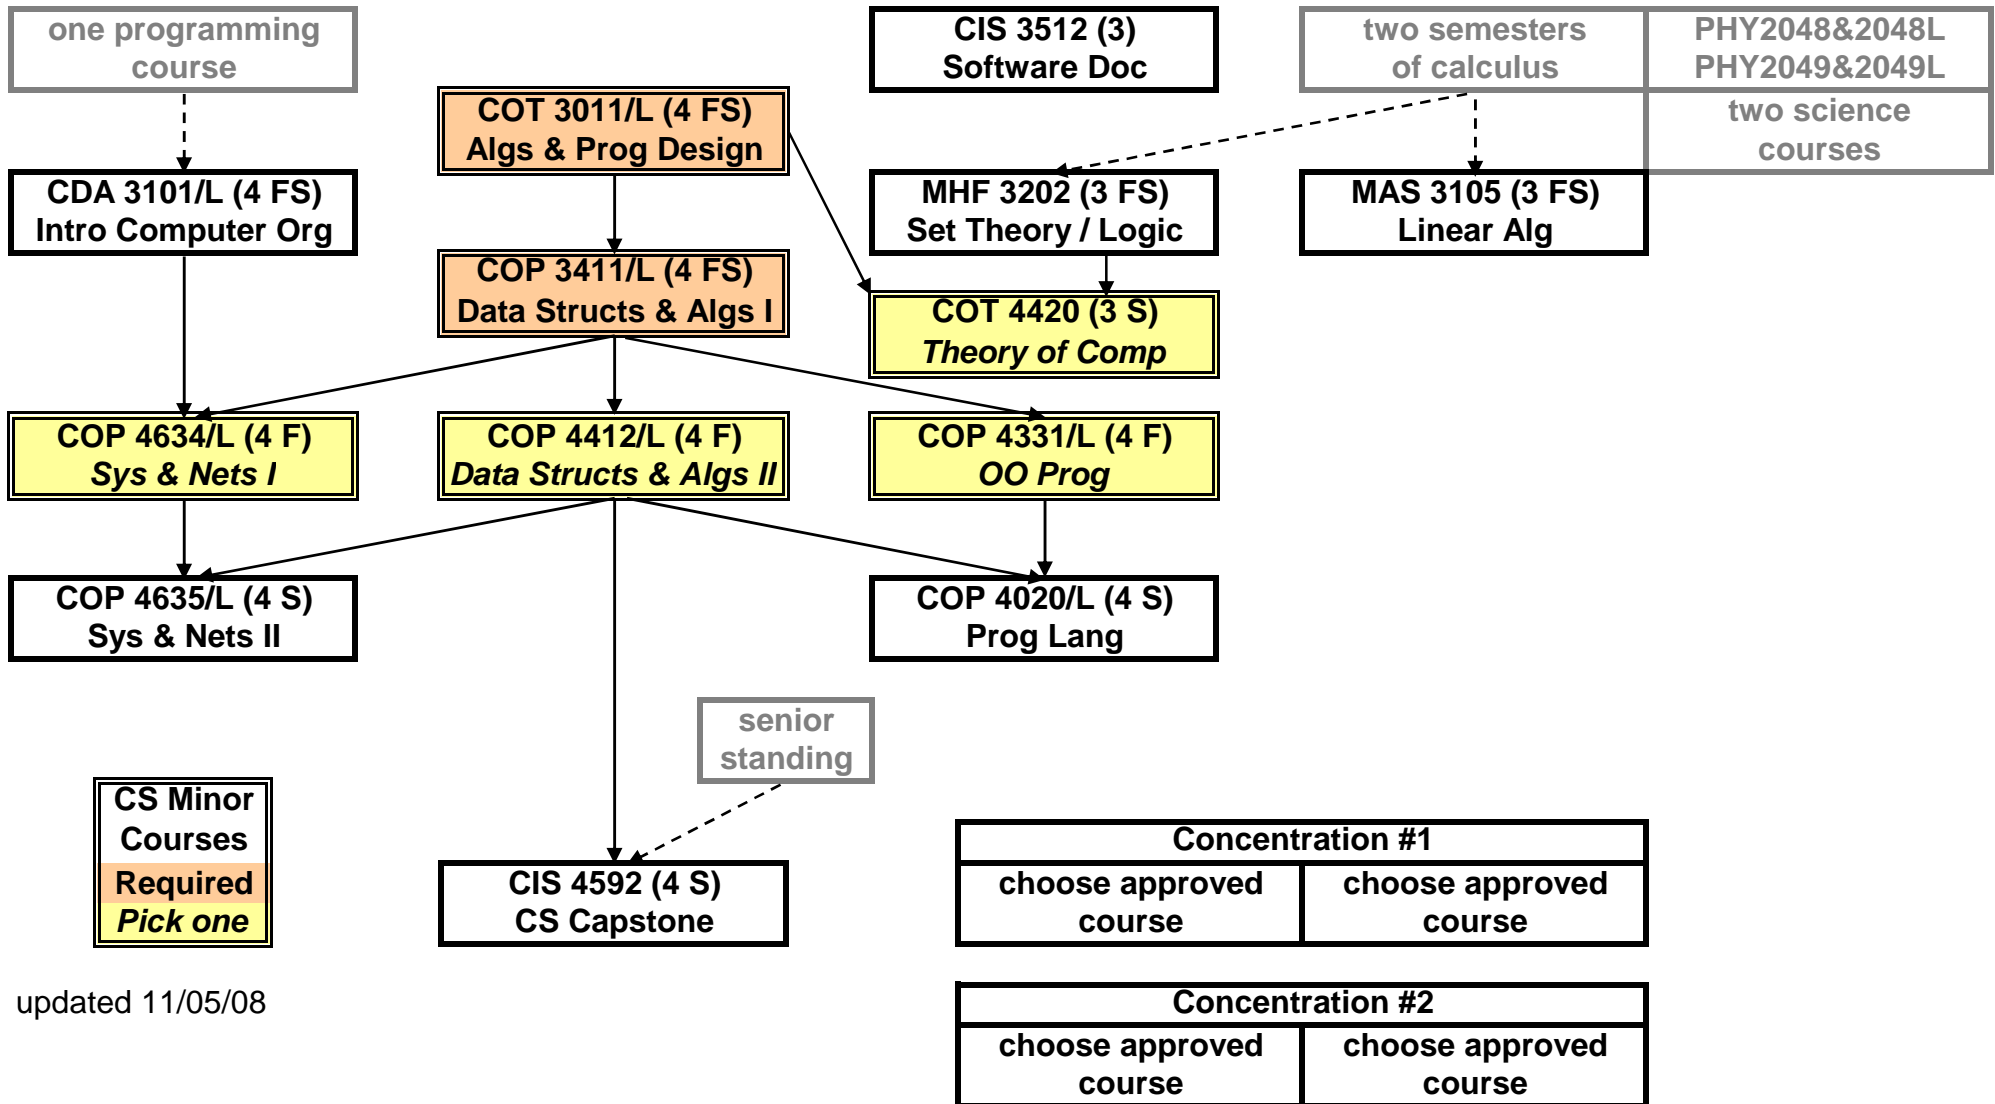 one programming
course
CIS 3512 (3)
Software Doc
two semesters
of calculus
PHY2048&2048L
PHY2049&2049L
two science
courses
COT 3011/L (4 FS)
Algs & Prog Design
CDA 3101/L (4 FS)
Intro Computer Org
MHF 3202 (3 FS)
Set Theory / Logic
MAS 3105 (3 FS)
Linear Alg
COP 3411/L (4 FS)
Data Structs & Algs I
COT 4420 (3 S)
Theory of Comp
COP 4634/L (4 F)
Sys & Nets I
COP 4412/L (4 F)
Data Structs & Algs II
COP 4331/L (4 F)
OO Prog
COP 4635/L (4 S)
Sys & Nets II
COP 4020/L (4 S)
Prog Lang
senior
standing
CS Minor
Courses
Required
Pick one
CIS 4592 (4 S)
CS Capstone
Concentration #1
choose approved
course
choose approved
course
updated 11/05/08
Concentration #2
choose approved
course
choose approved
course